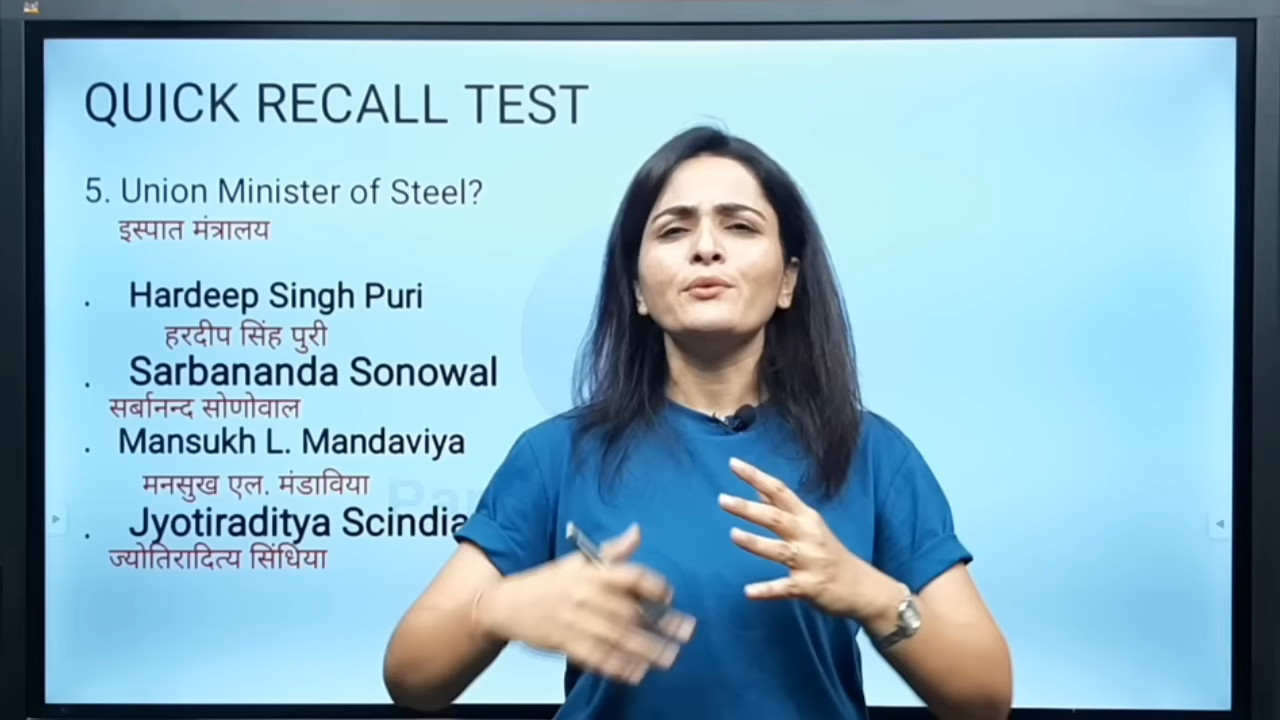 QUICK RECALL TEST
5. Union Minister of Steel?
इस्पात मंत्रालय
. Hardeep Singh Puri
हरदीप सिंह पुरी
. Sarbananda Sonowal
सर्बानन्द सोणोवाल
. Mansukh L. Mandaviya
मनसुख एल. मंडाविया
. Jyotiraditya Scindia
ज्योतिरादित्य सिंधिया